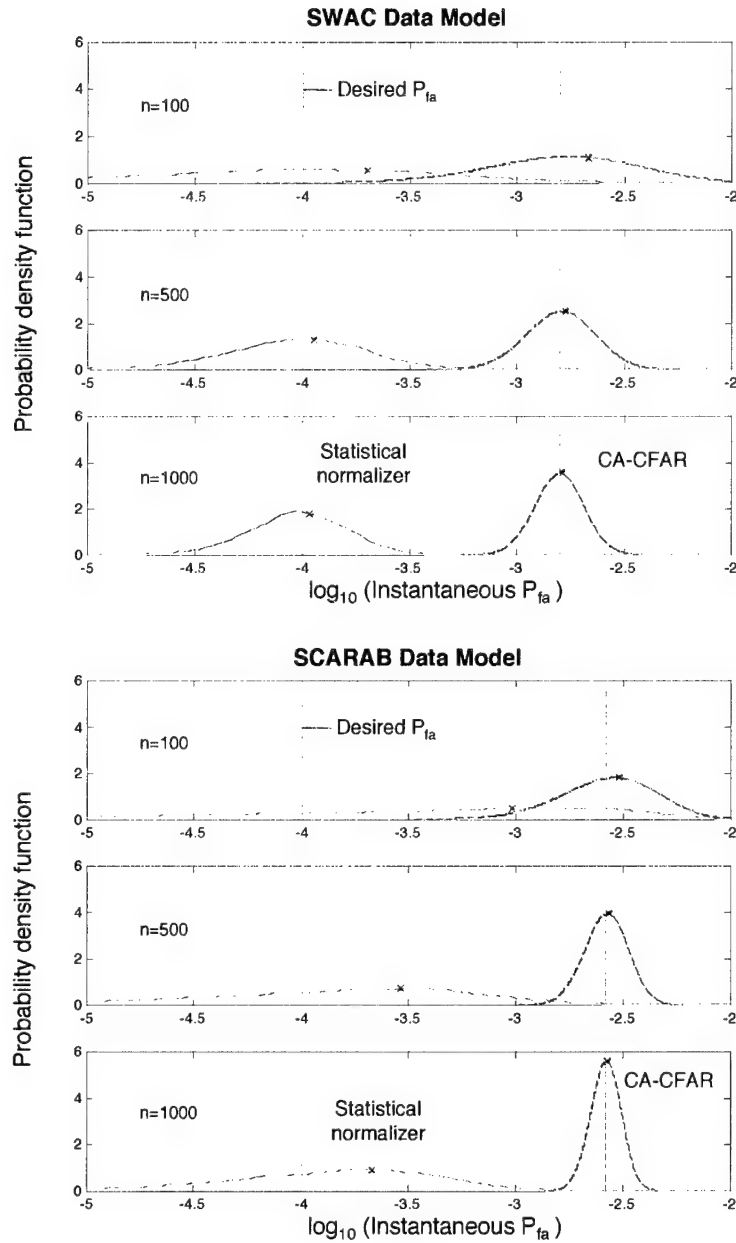 SWAC Data Model
Probability density function
6
4
2
0
n=100
Desired P_fa
-5 -4.5 -4 -3.5 -3 -2.5 -2
6
4
2
0
n=500
-5 -4.5 -4 -3.5 -3 -2.5 -2
6
4
2
0
n=1000
Statistical
normalizer
CA-CFAR
-5 -4.5 -4 -3.5 -3 -2.5 -2
log10 (Instantaneous P_fa )
SCARAB Data Model
Probability density function
6
4
2
0
n=100
Desired P_fa
-5 -4.5 -4 -3.5 -3 -2.5 -2
6
4
2
0
n=500
-5 -4.5 -4 -3.5 -3 -2.5 -2
6
4
2
0
n=1000
Statistical
normalizer
CA-CFAR
-5 -4.5 -4 -3.5 -3 -2.5 -2
log10 (Instantaneous P_fa )